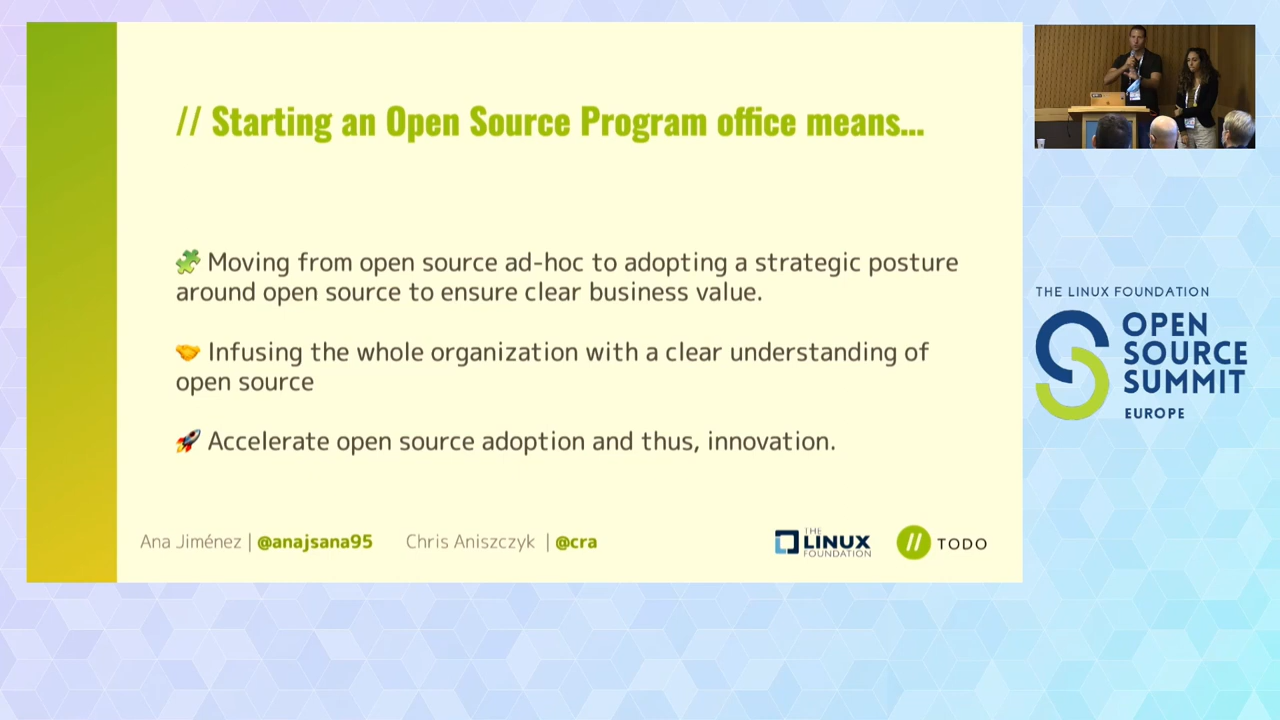 // Starting an Open Source Program office means...
🧩 Moving from open source ad-hoc to adopting a strategic posture
around open source to ensure clear business value.
🤝 Infusing the whole organization with a clear understanding of
open source
🚀 Accelerate open source adoption and thus, innovation.
Ana Jiménez | @anajsana95 Chris Aniszczyk | @cra
THE
LINUX
FOUNDATION
// TODO
THE LINUX FOUNDATION
OPEN
SOURCE
SUMMIT
EUROPE